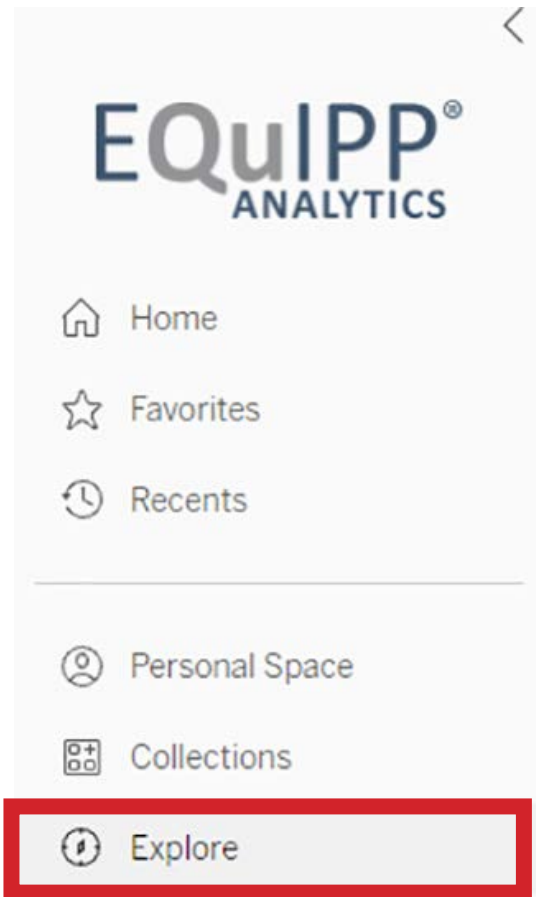 EQuIPP®
ANALYTICS
Home
Favorites
Recents
Personal Space
Collections
Explore